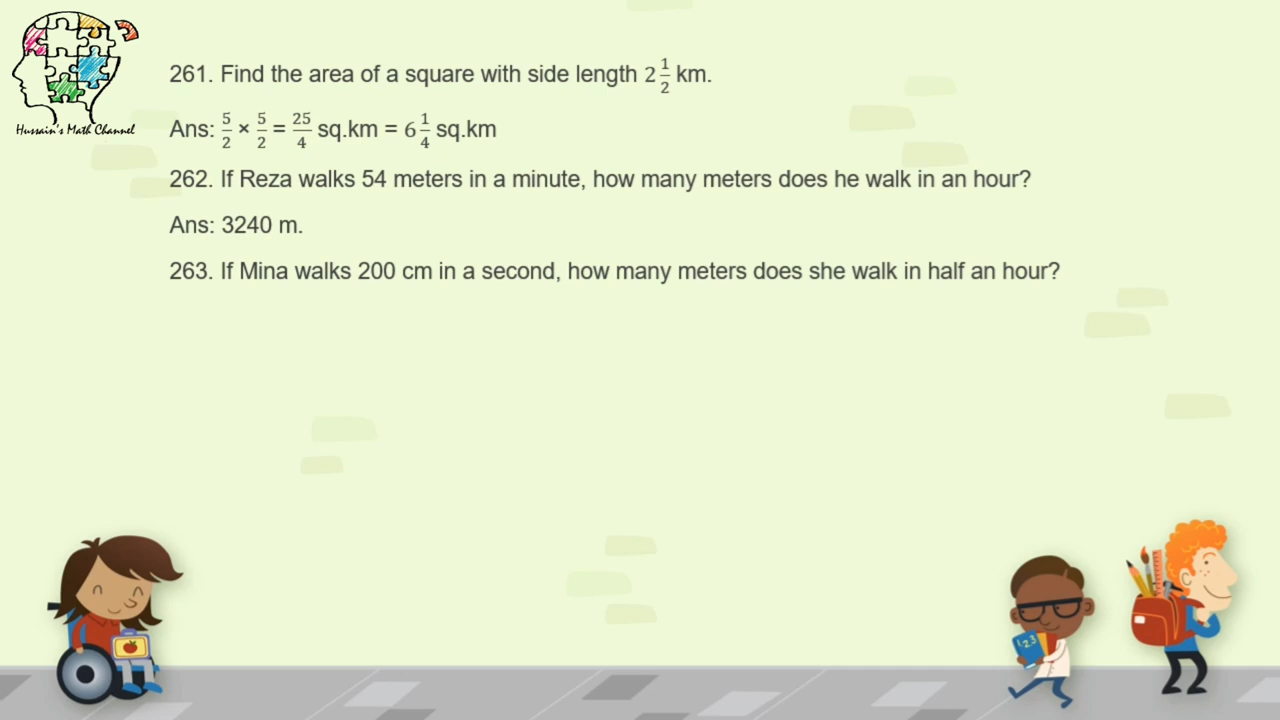 Hussain's Math Channel
261. Find the area of a square with side length 2 1/2 km.
Ans: 5/2 × 5/2 = 25/4 sq.km = 6 1/4 sq.km
262. If Reza walks 54 meters in a minute, how many meters does he walk in an hour?
Ans: 3240 m.
263. If Mina walks 200 cm in a second, how many meters does she walk in half an hour?
123